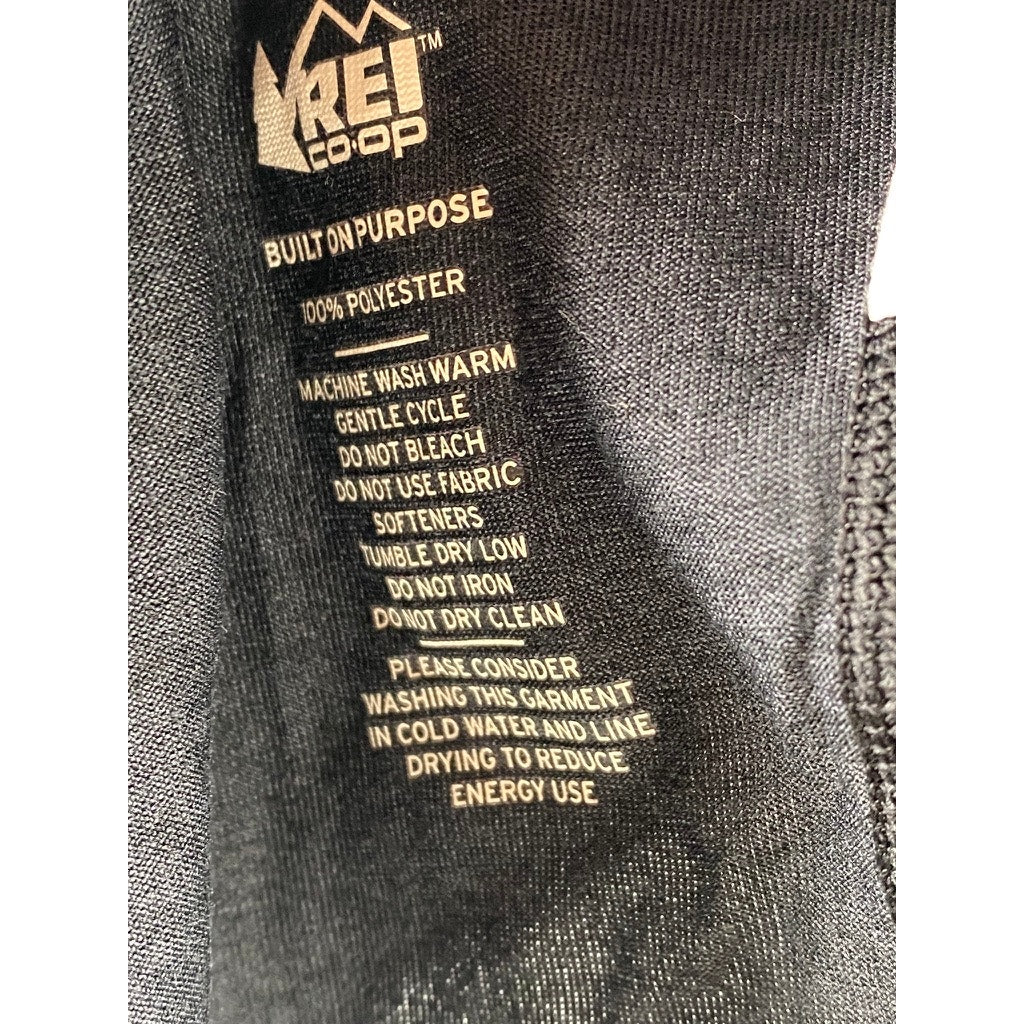 REI™
CO·OP
BUILT ON PURPOSE
100% POLYESTER
MACHINE WASH WARM
GENTLE CYCLE
DO NOT BLEACH
DO NOT USE FABRIC
SOFTENERS
TUMBLE DRY LOW
DO NOT IRON
DO NOT DRY CLEAN
PLEASE CONSIDER
WASHING THIS GARMENT
IN COLD WATER AND LINE
DRYING TO REDUCE
ENERGY USE